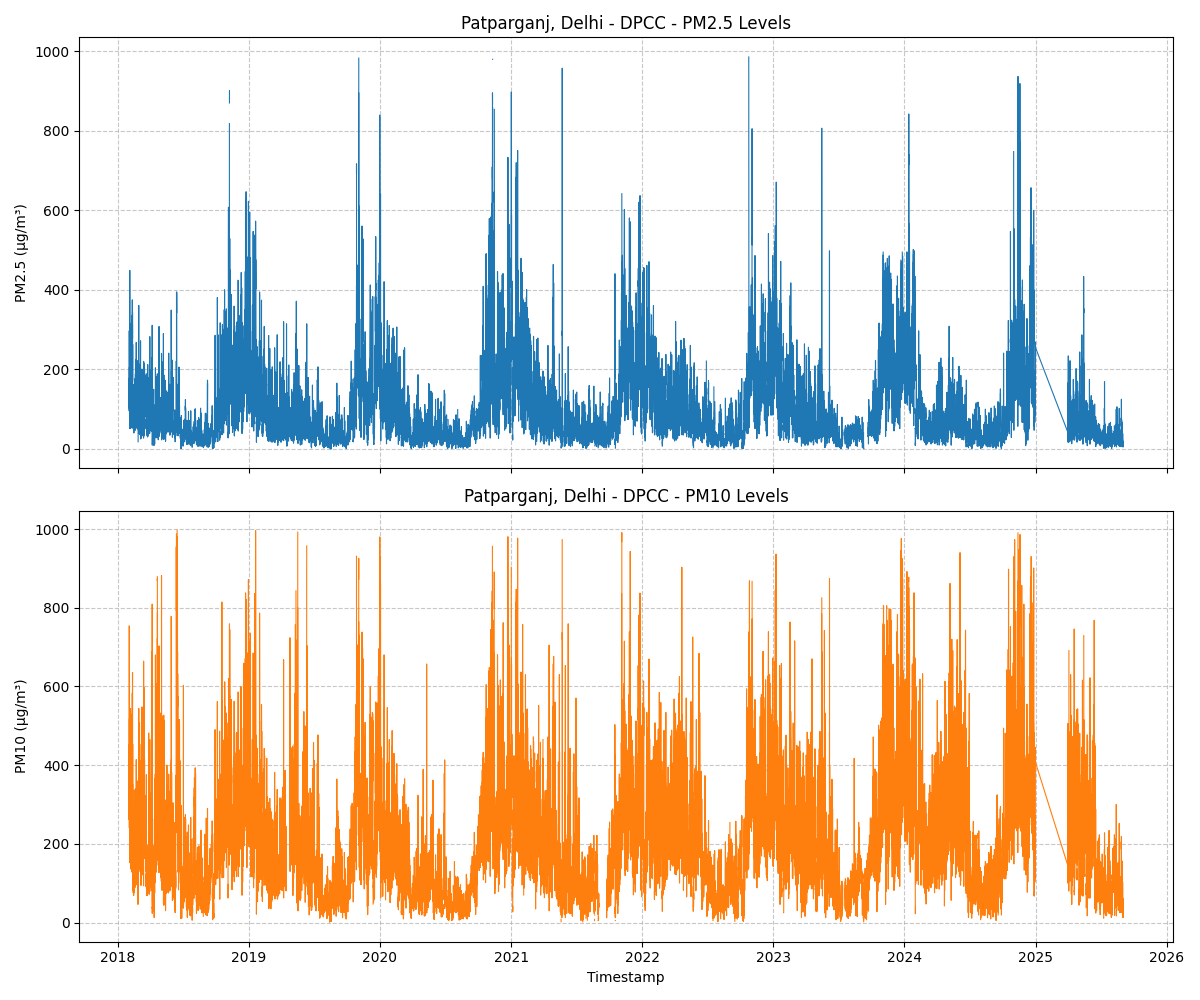 Patparganj, Delhi - DPCC - PM2.5 Levels
1000
800
600
400
200
0
PM2.5 (µg/m³)
Patparganj, Delhi - DPCC - PM10 Levels
1000
800
600
400
200
0
PM10 (µg/m³)
2018 2019 2020 2021 2022 2023 2024 2025 2026
Timestamp